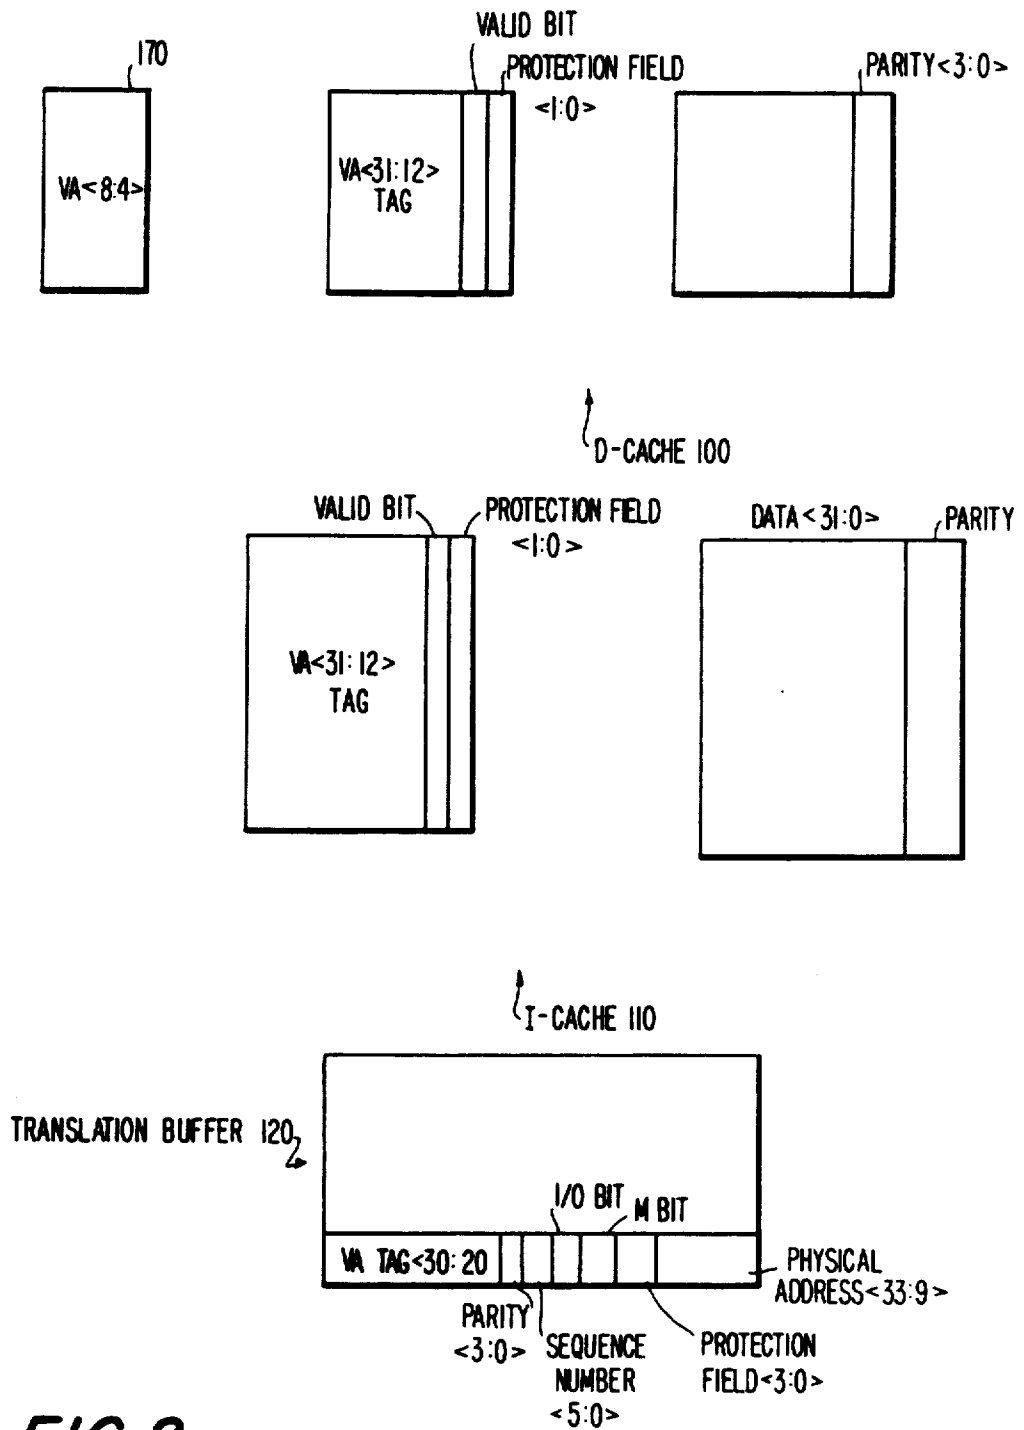 170
VALID BIT
PROTECTION FIELD
<1:0>
PARITY<3:0>
VA<8:4>
VA<31:12>
TAG
D-CACHE 100
VALID BIT
PROTECTION FIELD
<1:0>
DATA<31:0>
PARITY
VA<31:12>
TAG
I-CACHE 110
TRANSLATION BUFFER 120
I/O BIT
M BIT
VA TAG<30:20
PHYSICAL
ADDRESS<33:9>
PARITY
<3:0>
SEQUENCE
NUMBER
<5:0>
PROTECTION
FIELD<3:0>